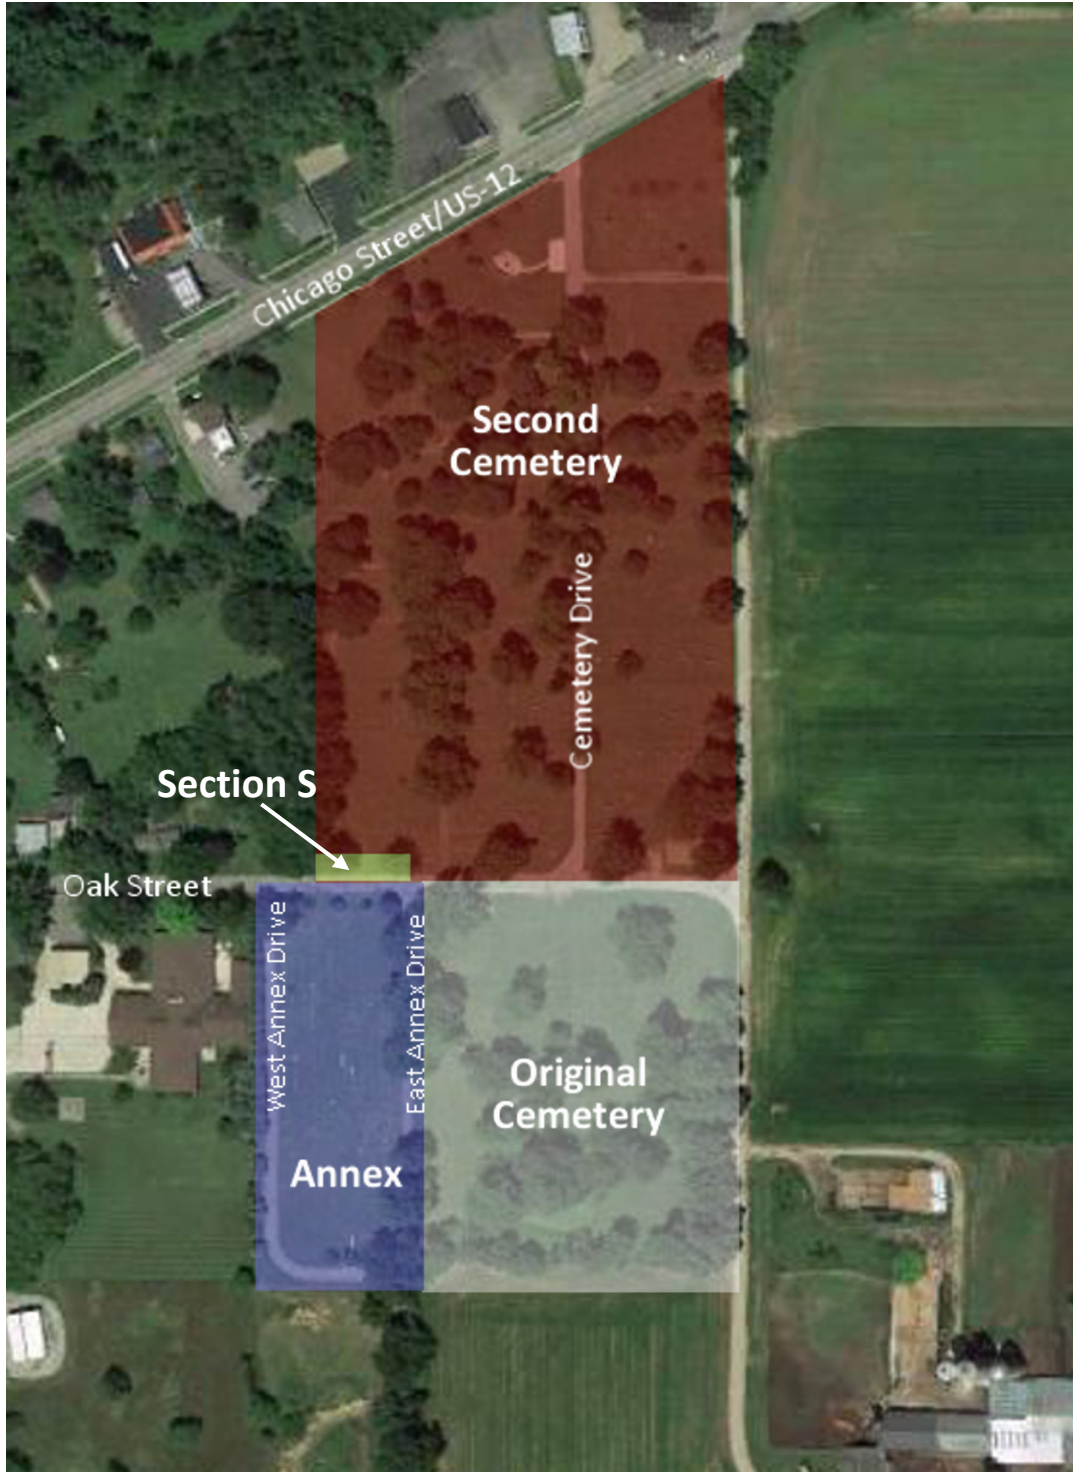 Chicago Street/US-12
Second
Cemetery
Cemetery Drive
Section S
Oak Street
West Annex Drive
East Annex Drive
Original
Cemetery
Annex